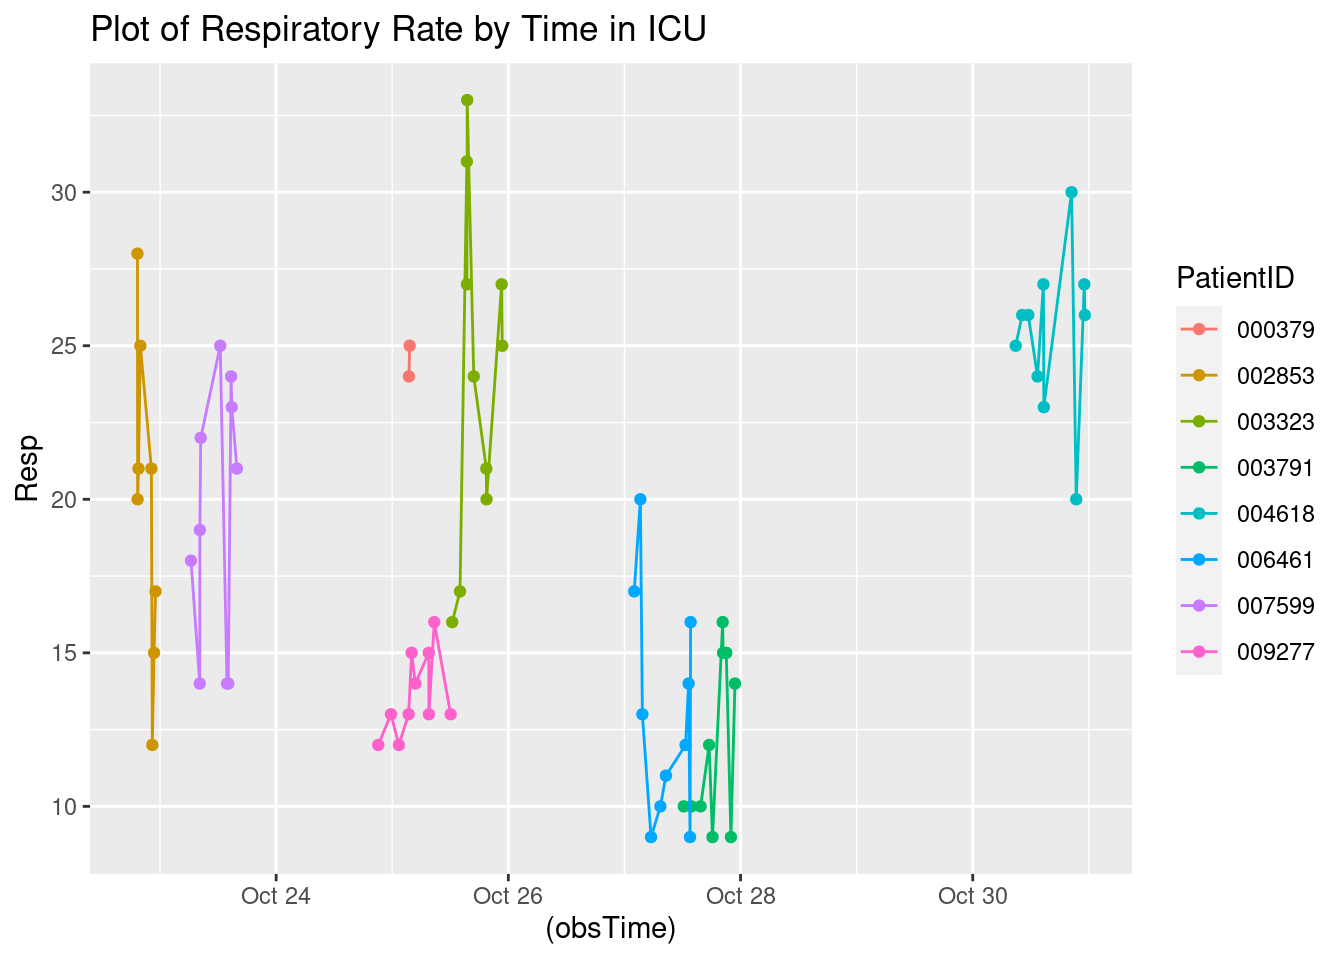 Plot of Respiratory Rate by Time in ICU
Resp
30
25
20
15
10
Oct 24
Oct 26
Oct 28
Oct 30
(obsTime)
PatientID
000379
002853
003323
003791
004618
006461
007599
009277